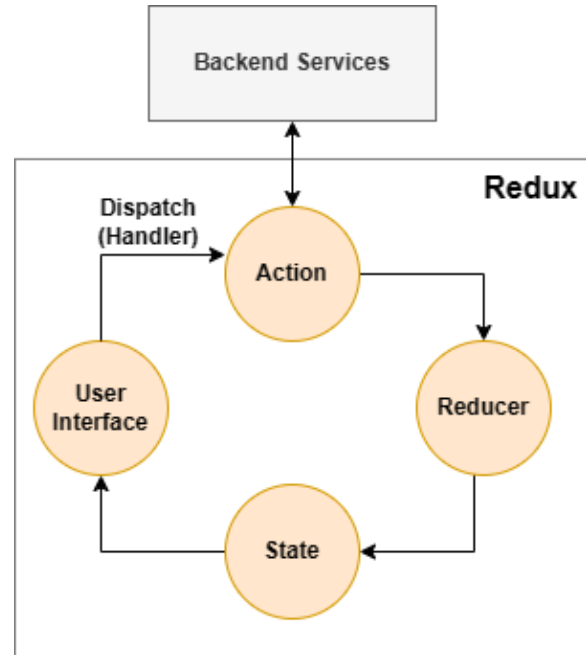 Backend Services
Redux
Dispatch
(Handler)
Action
User
Interface
Reducer
State